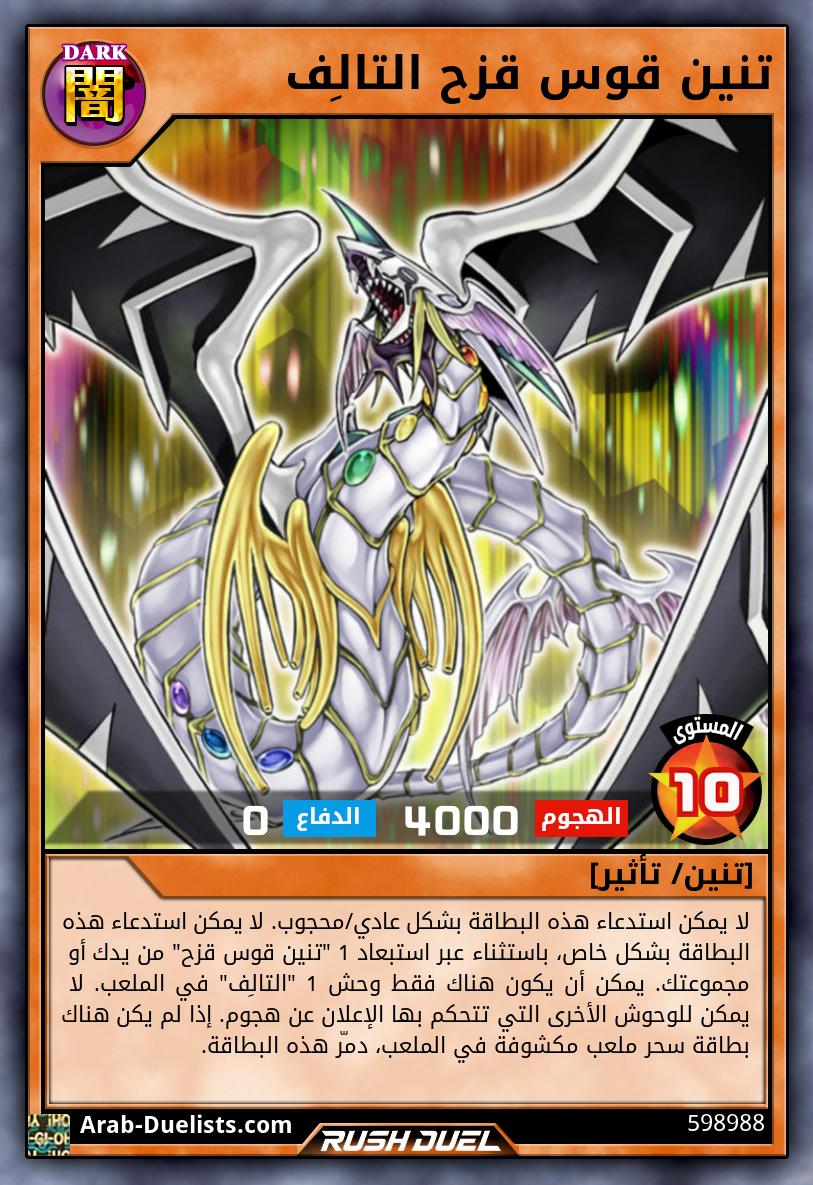 DARK
闇
تنين قوس قزح التالِف
المستوى
10
الهجوم 4000 الدفاع 0
[تنين/ تأثير]
لا يمكن استدعاء هذه البطاقة بشكل عادي/محجوب. لا يمكن استدعاء هذه
البطاقة بشكل خاص، باستثناء عبر استبعاد 1 "تنين قوس قزح" من يدك أو
مجموعتك. يمكن أن يكون هناك فقط وحش 1 "التالِف" في الملعب. لا
يمكن للوحوش الأخرى التي تتحكم بها الإعلان عن هجوم. إذا لم يكن هناك
بطاقة سحر ملعب مكشوفة في الملعب، دمّر هذه البطاقة.
Arab-Duelists.com
RUSH DUEL
598988